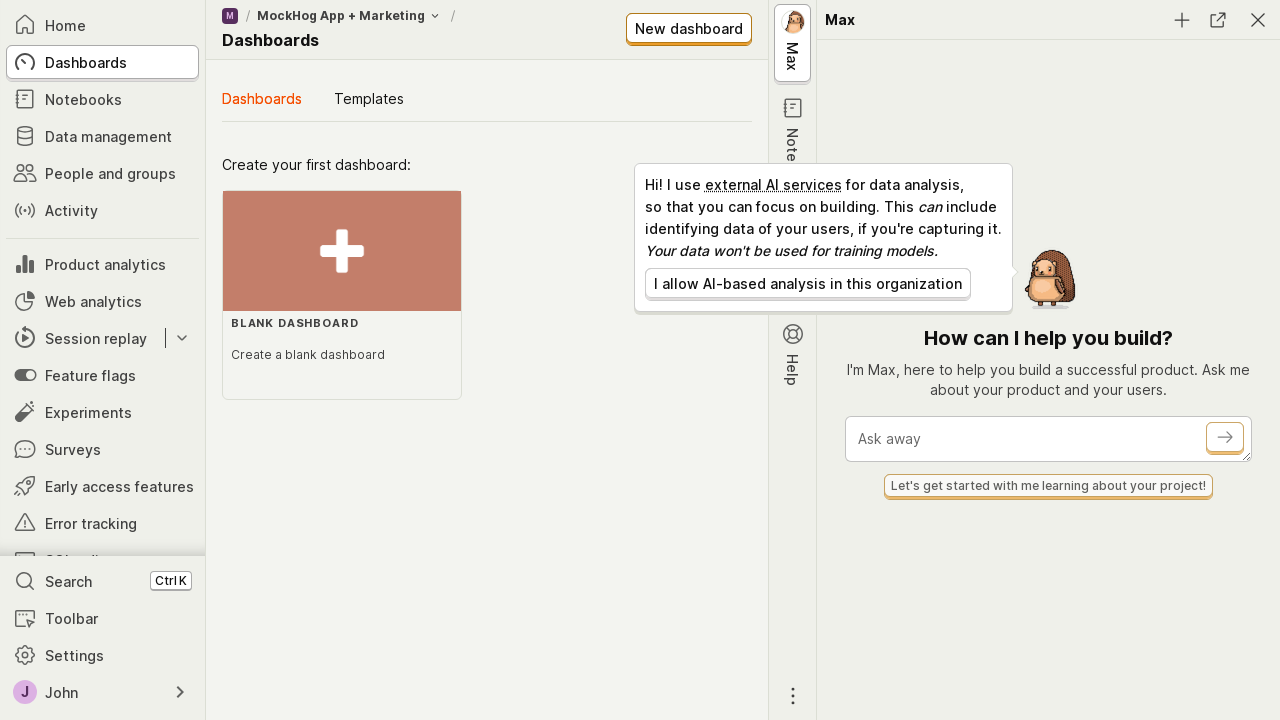 Home
Dashboards
Notebooks
Data management
People and groups
Activity
Product analytics
Web analytics
Session replay
Feature flags
Experiments
Surveys
Early access features
Error tracking
Search
Ctrl K
Toolbar
Settings
J
John
M / MockHog App + Marketing /
Dashboards
New dashboard
Dashboards
Templates
Create your first dashboard:
BLANK DASHBOARD
Create a blank dashboard
Max
Note
Help
Max
Hi! I use external AI services for data analysis,
so that you can focus on building. This can include
identifying data of your users, if you're capturing it.
Your data won't be used for training models.
I allow AI-based analysis in this organization
How can I help you build?
I'm Max, here to help you build a successful product. Ask me
about your product and your users.
Ask away
Let's get started with me learning about your project!